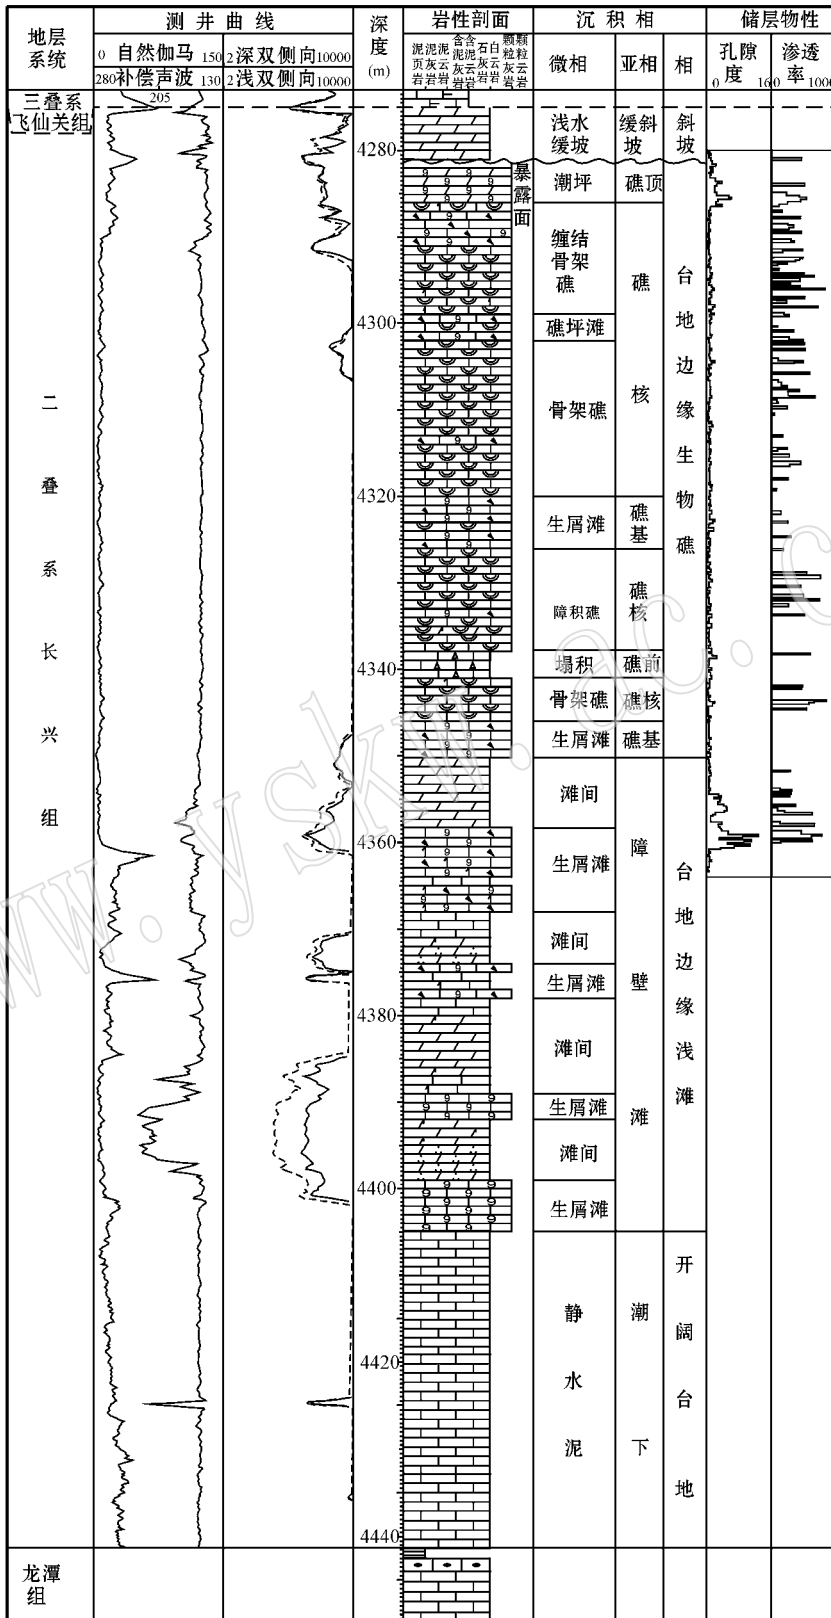 地层系统
测井曲线
0 自然伽马 150
280 补偿声波 130
205
2 深双侧向 10000
2 浅双侧向 10000
深度
(m)
岩性剖面
泥页岩
泥灰岩
泥云岩
含泥灰岩
含泥云岩
石灰岩
白云岩
颗粒灰岩
颗粒云岩
沉积相
微相
亚相
相
储层物性
孔隙度
0 16
渗透率
0 1000
三叠系
飞仙关组
二叠系长兴组
龙潭组
4280
4300
4320
4340
4360
4380
4400
4420
4440
暴露面
浅水缓坡
潮坪
缠结骨架礁
礁坪滩
骨架礁
生屑滩
障积礁
塌积
骨架礁
生屑滩
滩间
生屑滩
滩间
生屑滩
滩间
生屑滩
滩间
生屑滩
静水泥
缓斜坡
礁顶
礁核
礁基
礁核
礁前
礁核
礁基
障壁滩
潮下
斜坡
台地边缘生物礁
台地边缘浅滩
开阔台地
www.yskw.ac.c